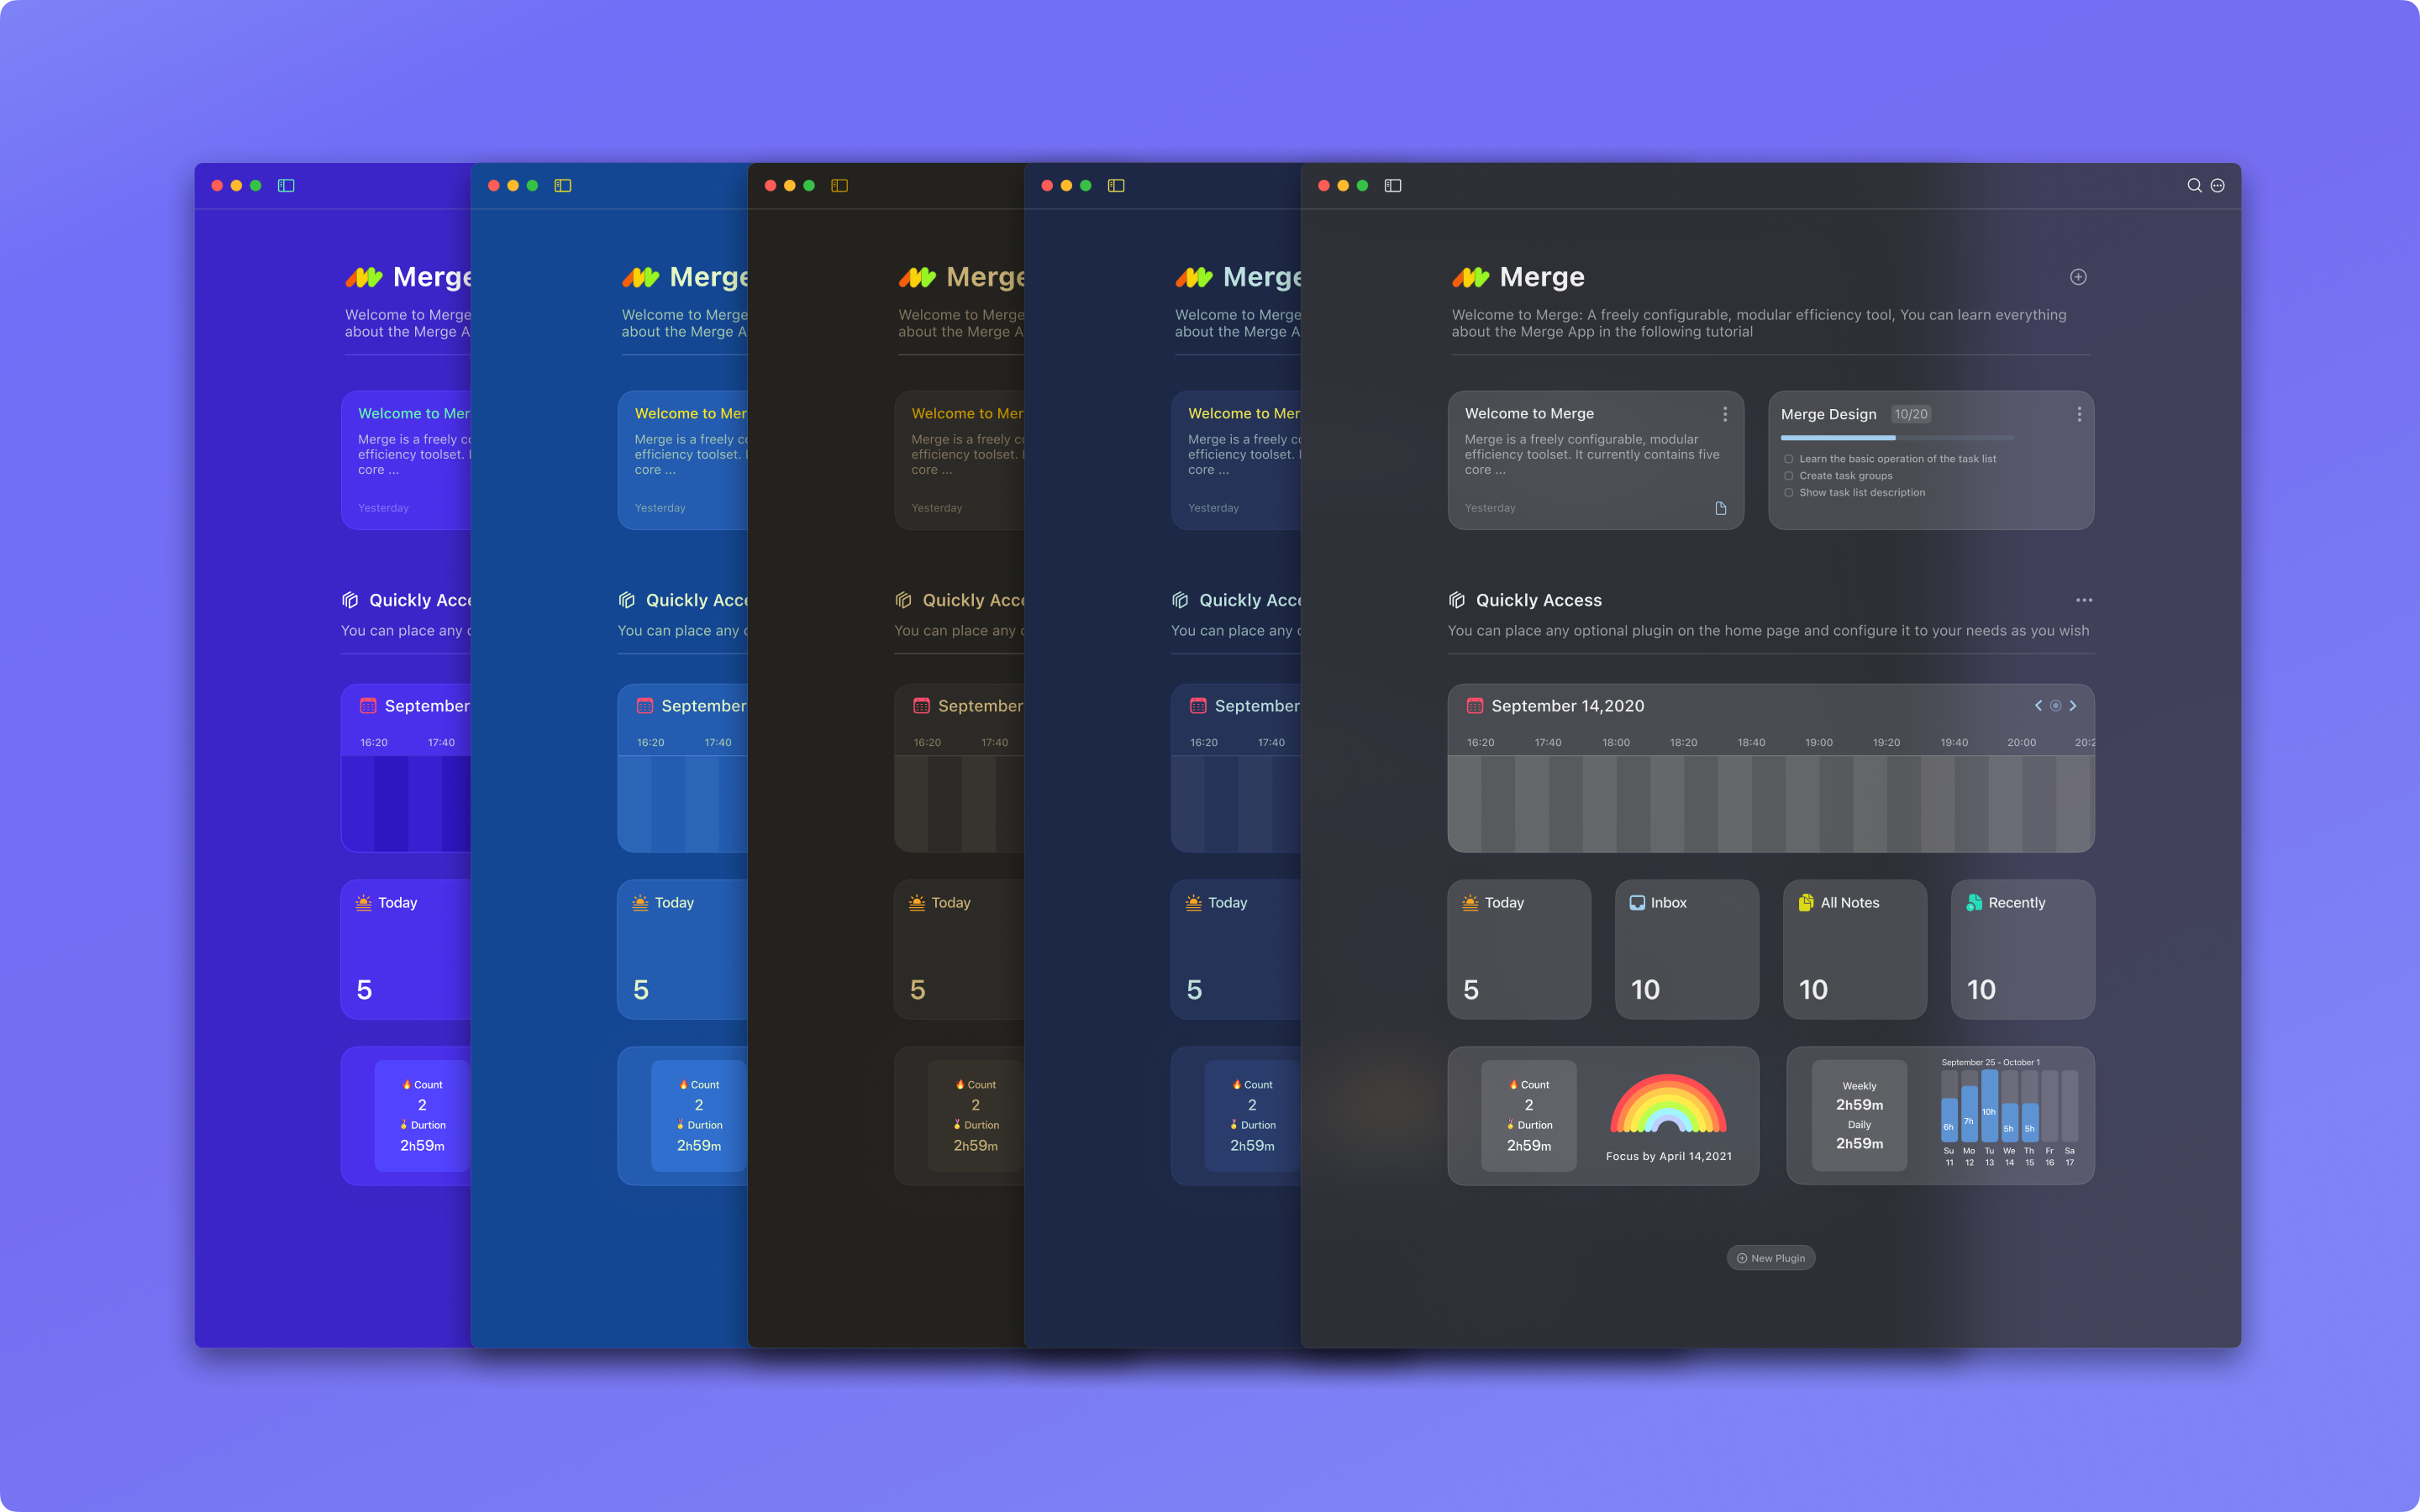 Merge
Welcome to Merge
about the Merge A
Welcome to Mer
Merge is a freely co
efficiency toolset. I
core ...
Yesterday
Quickly Acce
You can place any o
September
16:20 17:40
Today
5
Count
2
Durtion
2h59m
Merge
Welcome to Merge
about the Merge A
Welcome to Mer
Merge is a freely co
efficiency toolset. I
core ...
Yesterday
Quickly Acce
You can place any o
September
16:20 17:40
Today
5
Count
2
Durtion
2h59m
Merge
Welcome to Merge
about the Merge A
Welcome to Mer
Merge is a freely co
efficiency toolset. I
core ...
Yesterday
Quickly Acce
You can place any o
September
16:20 17:40
Today
5
Count
2
Durtion
2h59m
Merge
Welcome to Merge
about the Merge A
Welcome to Mer
Merge is a freely co
efficiency toolset. I
core ...
Yesterday
Quickly Acce
You can place any o
September
16:20 17:40
Today
5
Count
2
Durtion
2h59m
Merge
Welcome to Merge: A freely configurable, modular efficiency tool, You can learn everything
about the Merge App in the following tutorial
Welcome to Merge
Merge is a freely configurable, modular
efficiency toolset. It currently contains five
core ...
Yesterday
Merge Design 10/20
Learn the basic operation of the task list
Create task groups
Show task list description
Quickly Access
You can place any optional plugin on the home page and configure it to your needs as you wish
September 14,2020
16:20 17:40 18:00 18:20 18:40 19:00 19:20 19:40 20:00 20:2
Today
5
Inbox
10
All Notes
10
Recently
10
Count
2
Durtion
2h59m
Focus by April 14,2021
Weekly
2h59m
Daily
2h59m
September 25 - October 1
6h 7h 10h 5h 5h
Su Mo Tu We Th Fr Sa
11 12 13 14 15 16 17
New Plugin